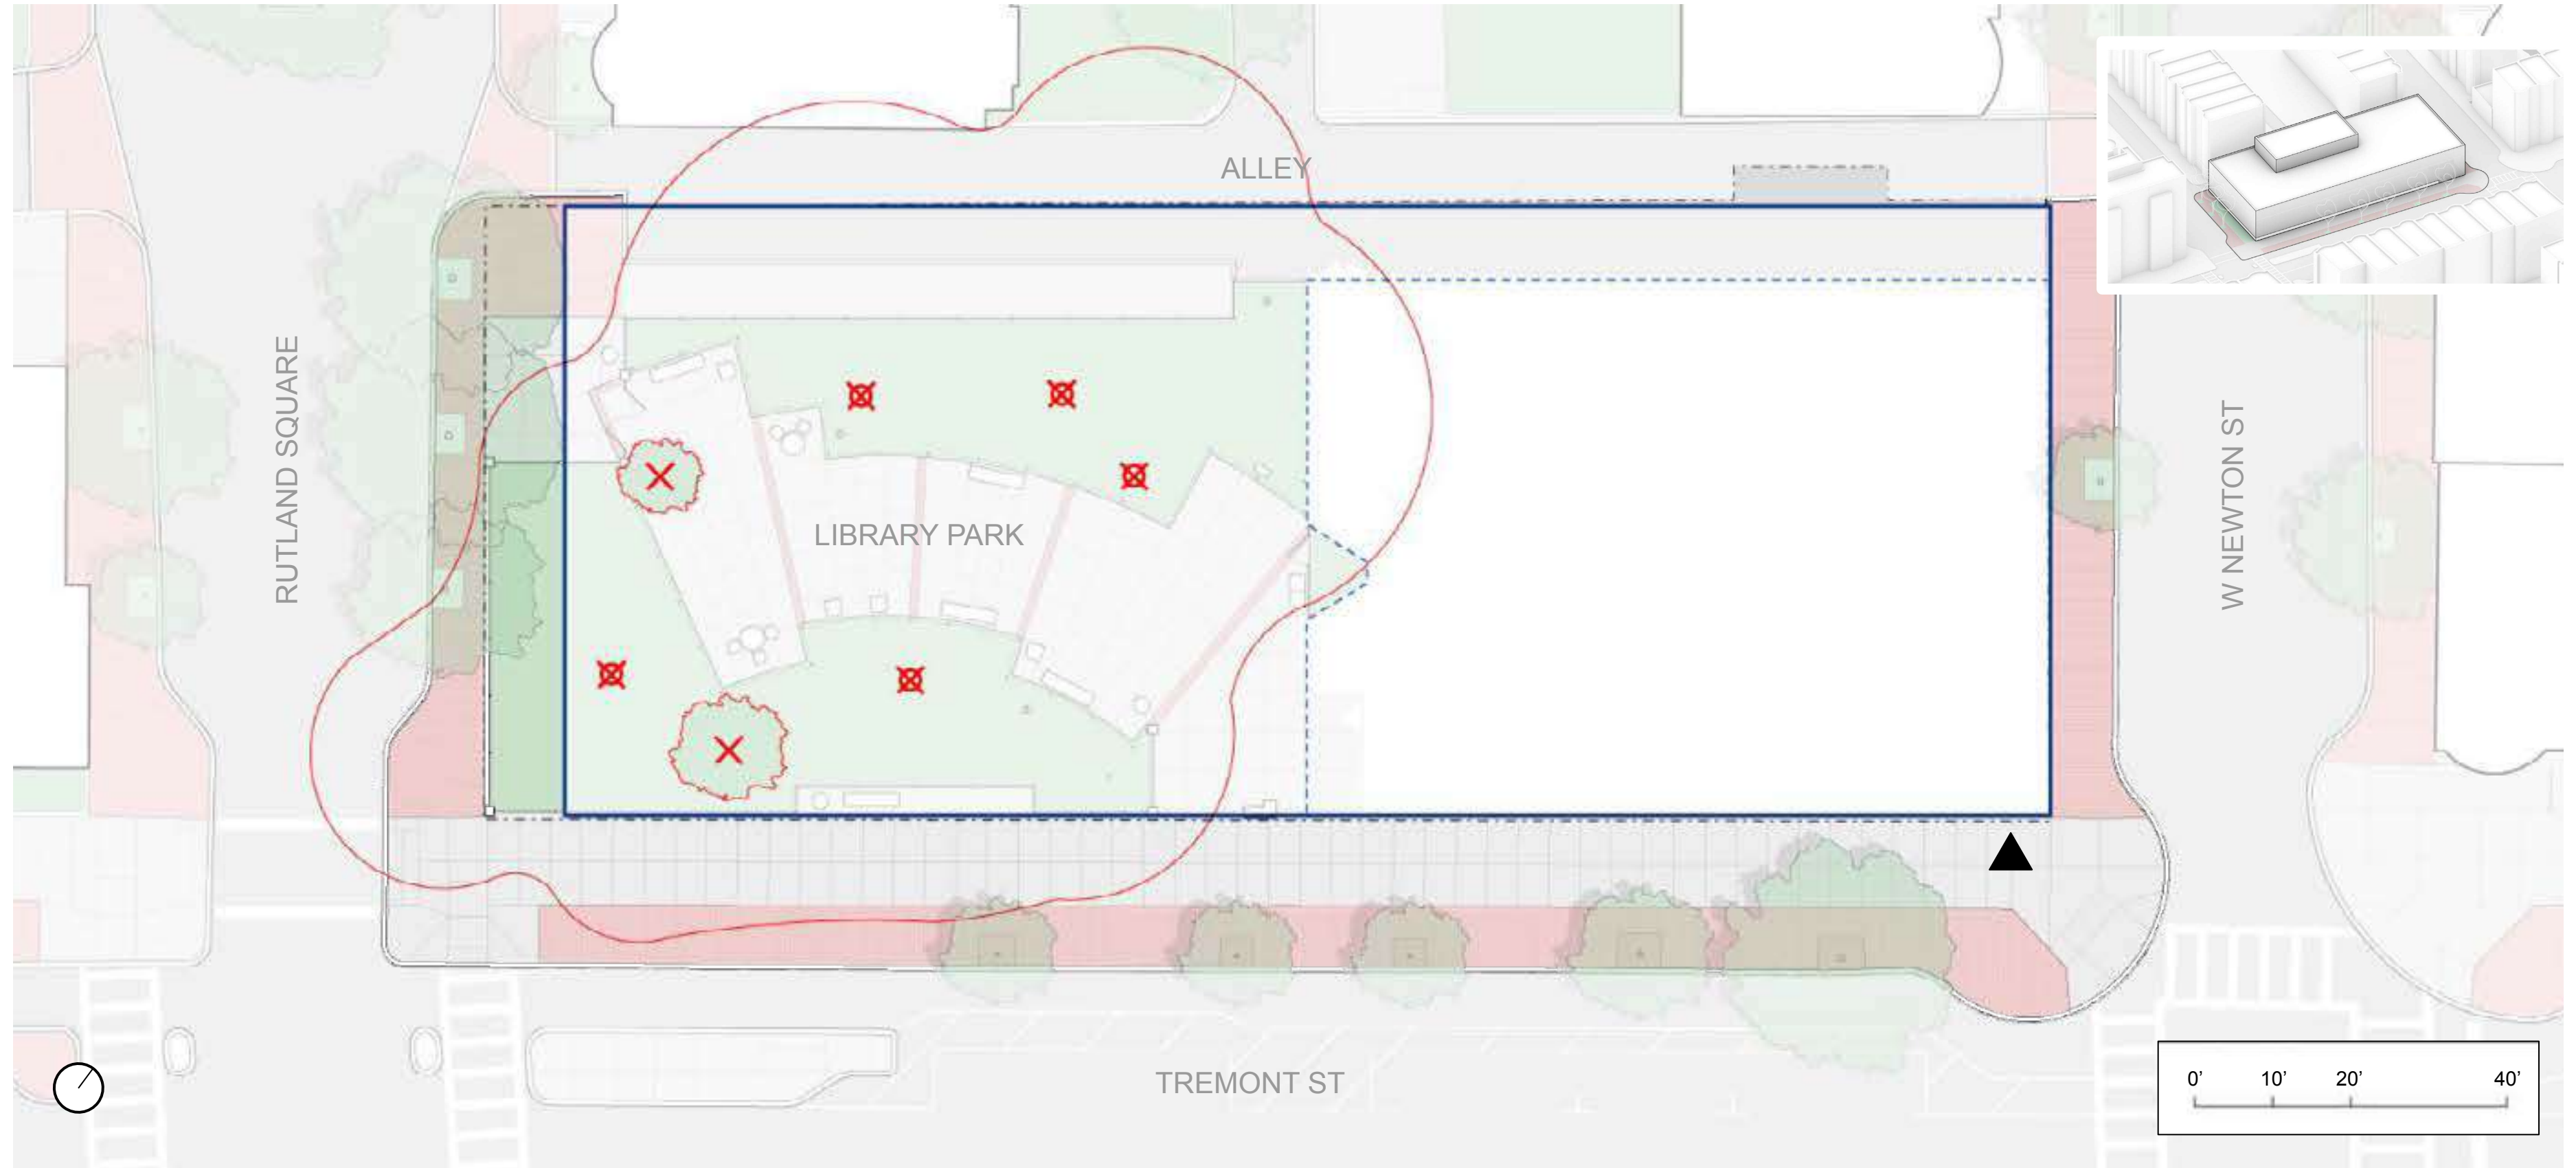 ALLEY
RUTLAND SQUARE
LIBRARY PARK
W NEWTON ST
TREMONT ST
0' 10' 20' 40'